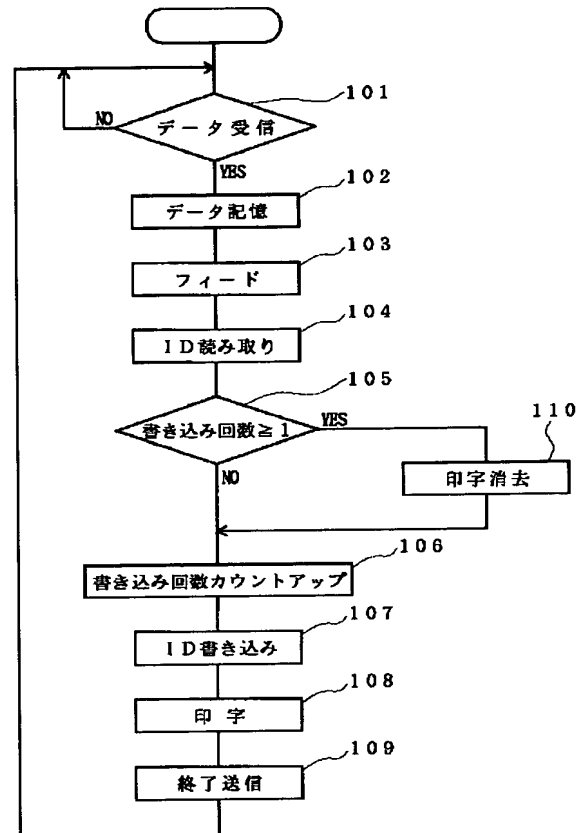 101
NO
データ受信
YES
102
データ記憶
103
フィード
104
ID読み取り
105
書き込み回数≧1
YES
110
印字消去
NO
106
書き込み回数カウントアップ
107
ID書き込み
108
印字
109
終了送信